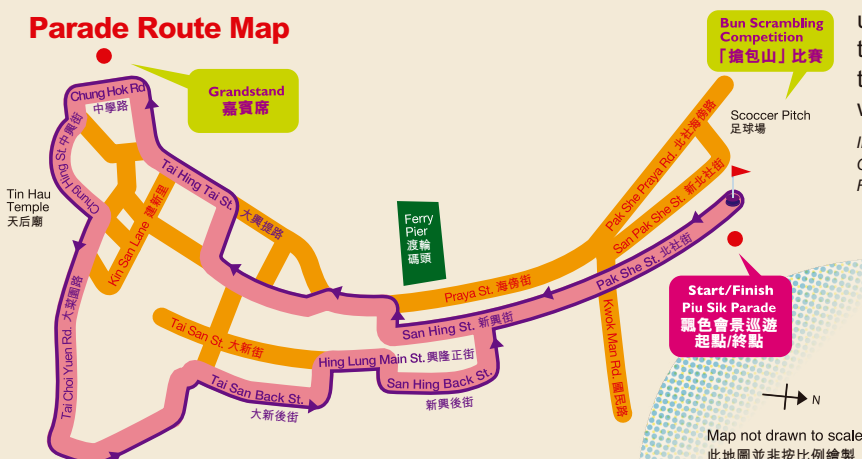 Parade Route Map
Bun Scrambling
Competition
「搶包山」比賽
Grandstand
嘉賓席
Chung Hok Rd
中學路
Chung Hing St. 中興街
Tai Hing Tai St.
大興堤路
Scoccer Pitch
足球場
Pak She Praya Rd. 北社海傍路
San Pak She St. 新北社街
Tin Hau
Temple
天后廟
Kin San Lane 建新里
Ferry
Pier
渡輪
碼頭
Praya St. 海傍街
Pak She St. 北社街
Start/Finish
Piu Sik Parade
飄色會景巡遊
起點/終點
Tai Choi Yuen Rd. 大菜園路
Tai San St. 大新街
San Hing St. 新興街
Hing Lung Main St. 興隆正街
Kwok Man Rd. 國民路
Tai San Back St.
大新後街
San Hing Back St.
新興後街
N
Map not drawn to scale
此地圖並非按比例繪製